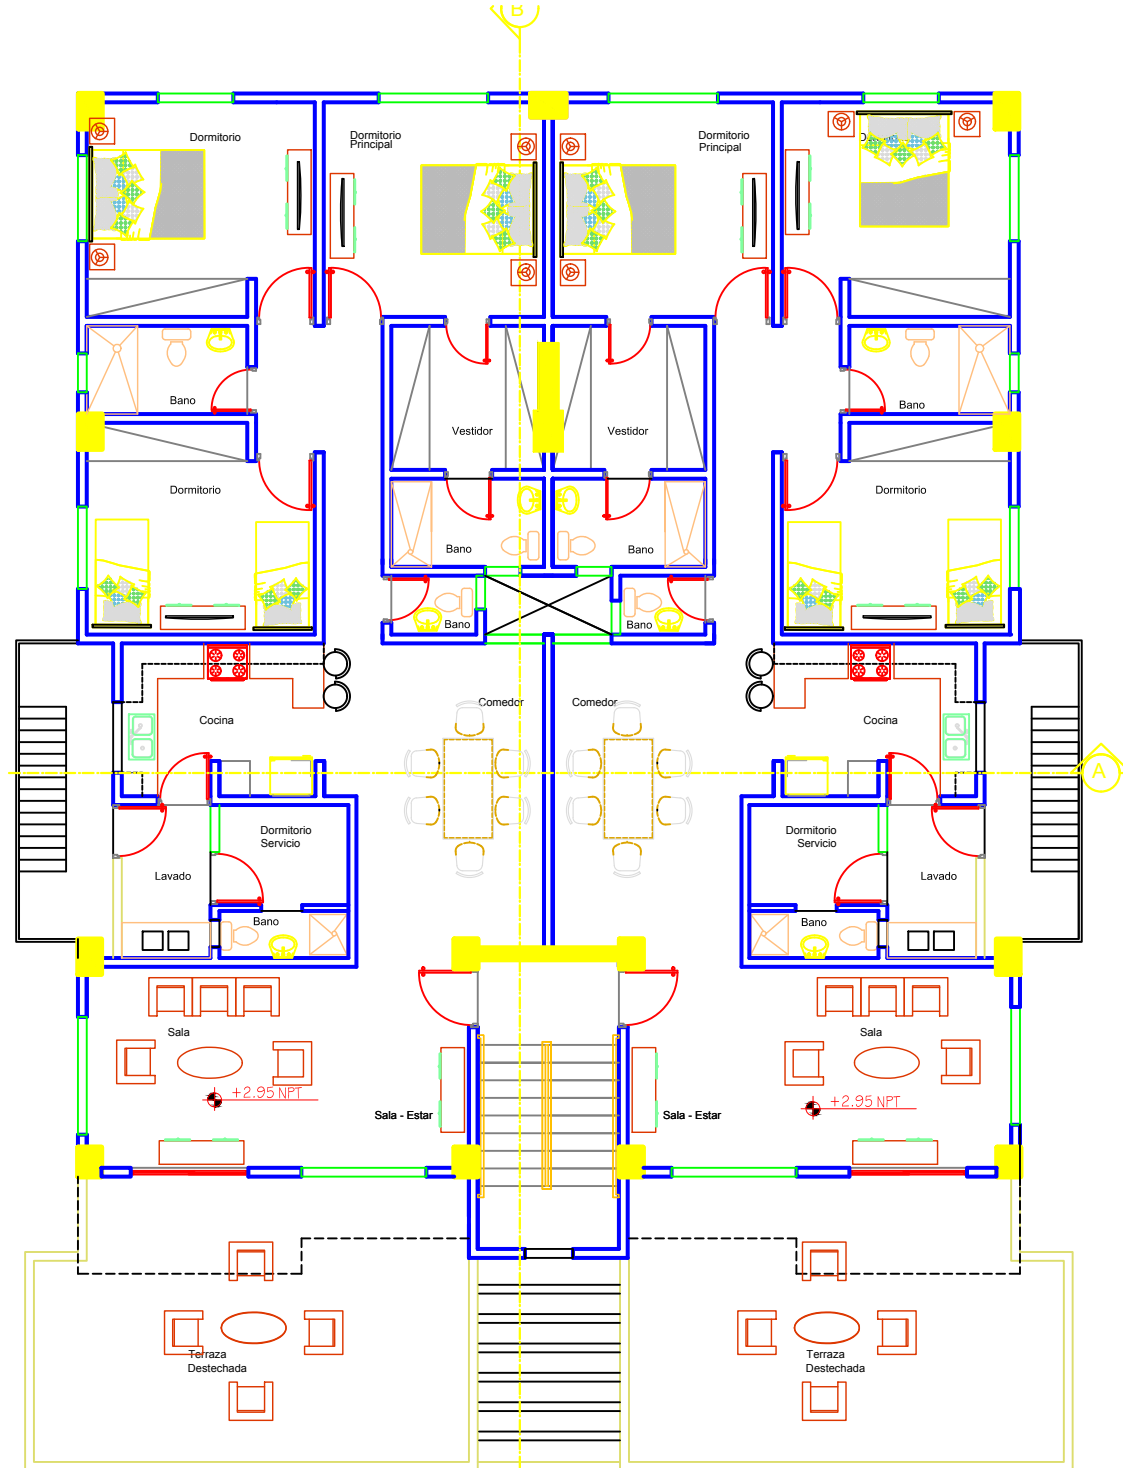 B
Dormitorio
Dormitorio
Principal
Dormitorio
Principal
Bano
Bano
Vestidor
Vestidor
Dormitorio
Dormitorio
Bano
Bano
Bano
Bano
Comedor
Comedor
Cocina
Cocina
A
Dormitorio
Servicio
Dormitorio
Servicio
Lavado
Lavado
Bano
Bano
Sala
Sala
+2.95 NPT
+2.95 NPT
Sala - Estar
Sala - Estar
Terraza
Destechada
Terraza
Destechada